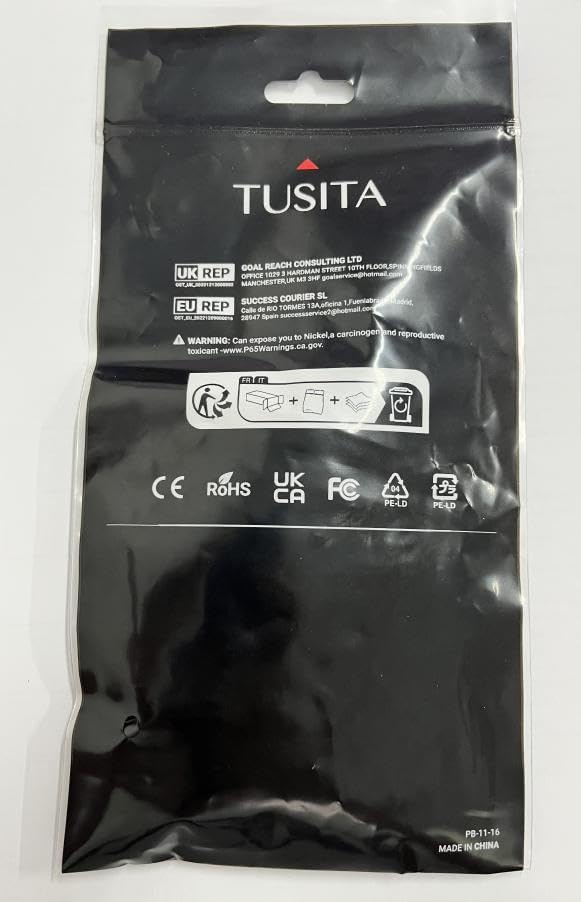 TUSITA
UK REP GOAL REACH CONSULTING LTD
OFFICE 1029 3 HARDMAN STREET 10TH FLOOR,SPINNINGFIELDS
MANCHESTER,UK M3 3HF goalservice@hotmail.com
EU REP SUCCESS COURIER SL
Calle de RIO TORMES 13A,oficina 1,Fuenlabrada, Madrid,
28947 Spain successservice2@hotmail.com
WARNING: Can expose you to Nickel,a carcinogen and reproductive
toxicant -www.P65Warnings.ca.gov.
FR IT
+ +
CE RoHS UK CA FC 04 PE-LD プラ PE-LD
PB-11-16
MADE IN CHINA